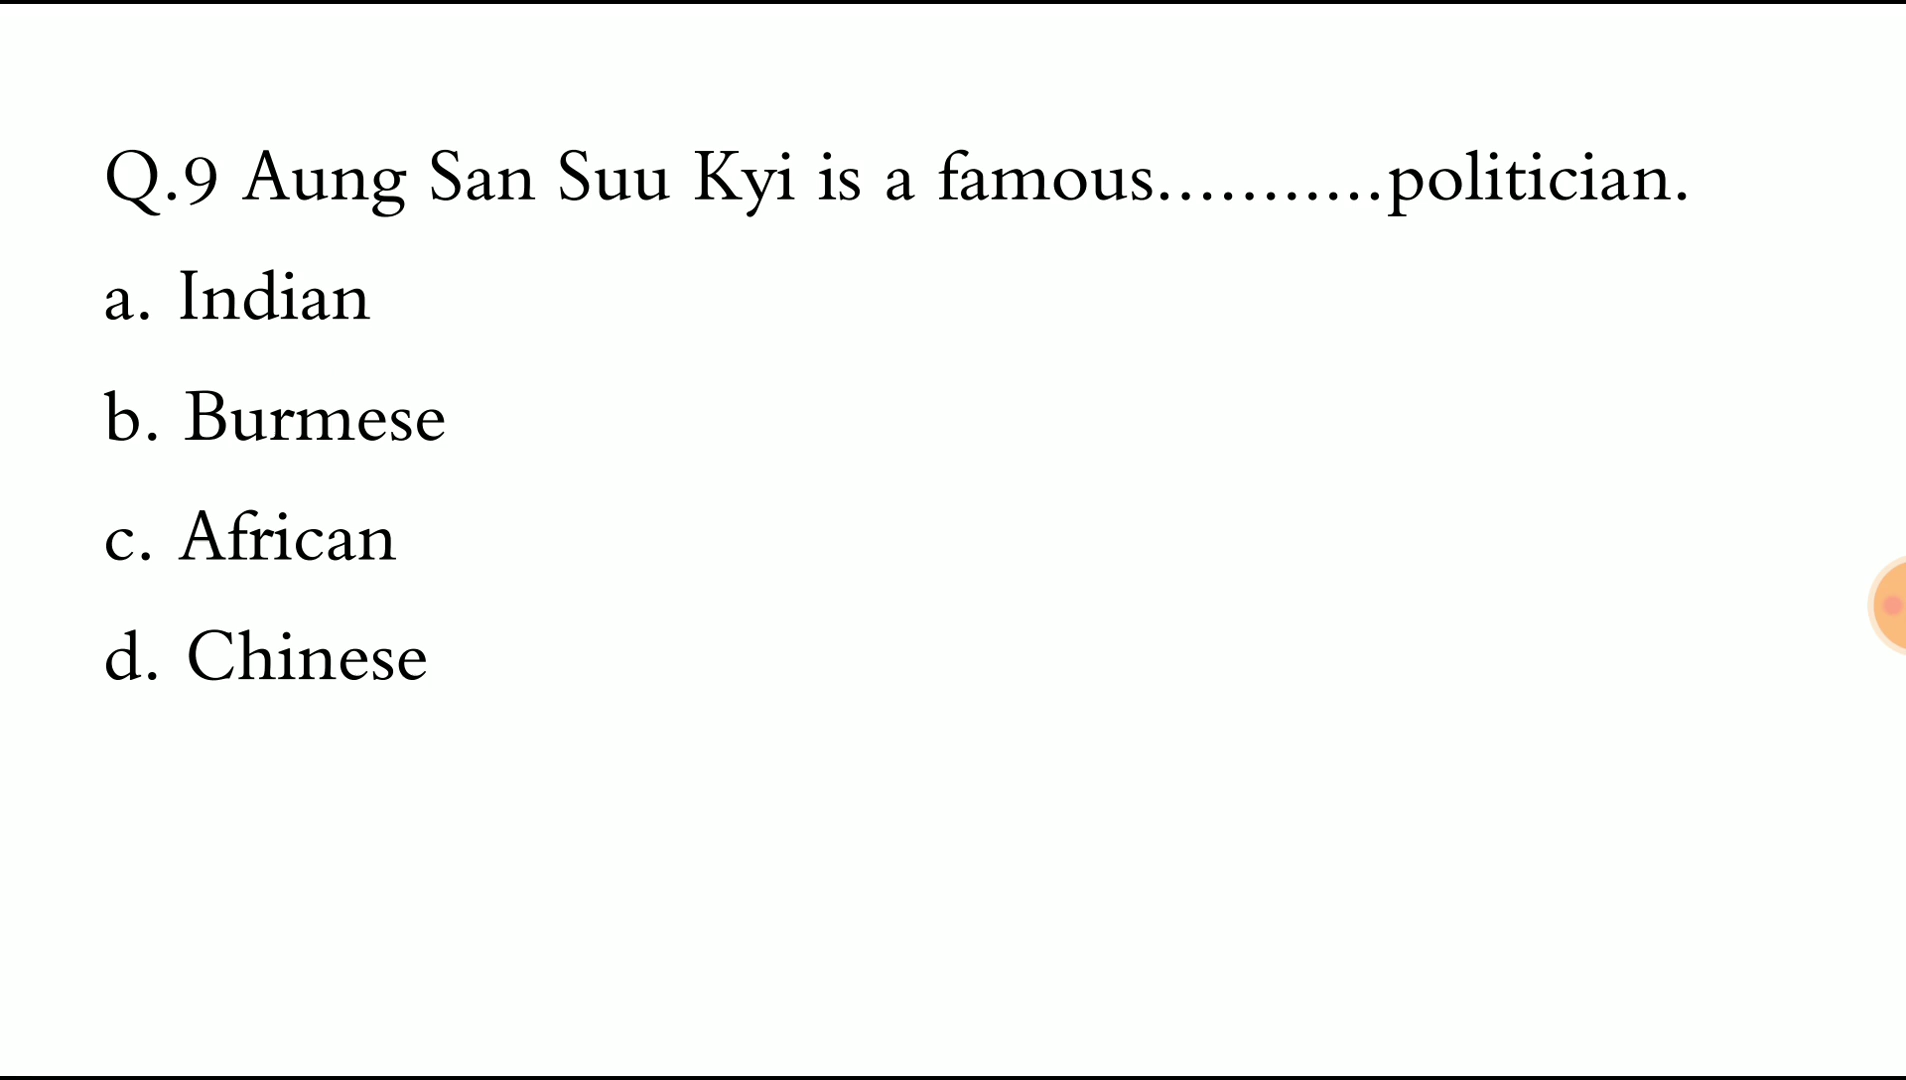 Q.9 Aung San Suu Kyi is a famous...........politician.
a. Indian
b. Burmese
c. African
d. Chinese